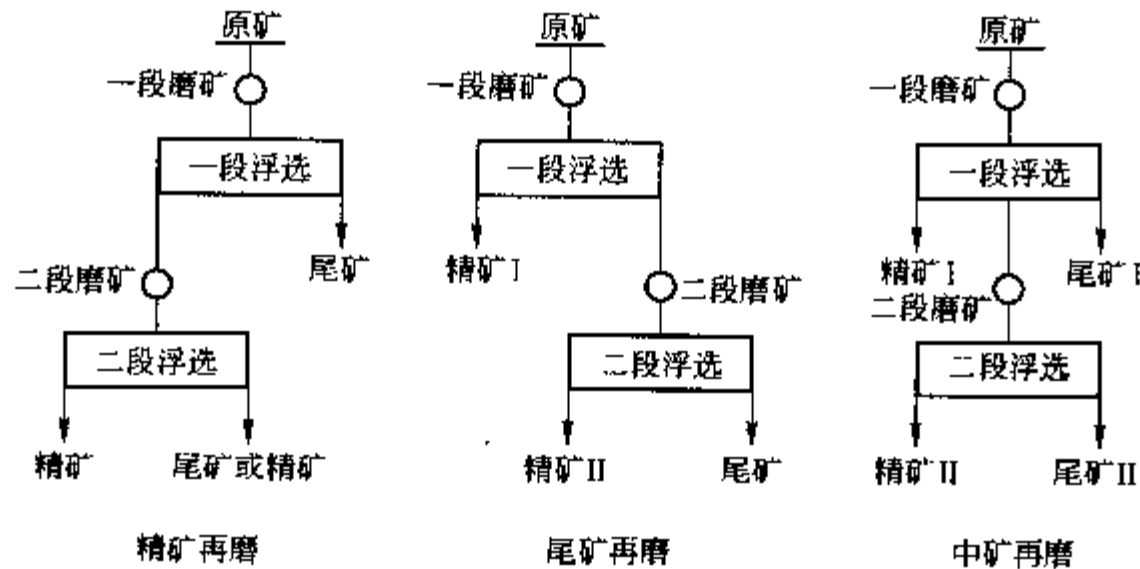 原矿
一段磨矿
一段浮选
尾矿
二段磨矿
二段浮选
精矿
尾矿或精矿
精矿再磨
原矿
一段磨矿
一段浮选
精矿I
二段磨矿
二段浮选
精矿II
尾矿
尾矿再磨
原矿
一段磨矿
一段浮选
精矿I
尾矿I
二段磨矿
二段浮选
精矿II
尾矿II
中矿再磨